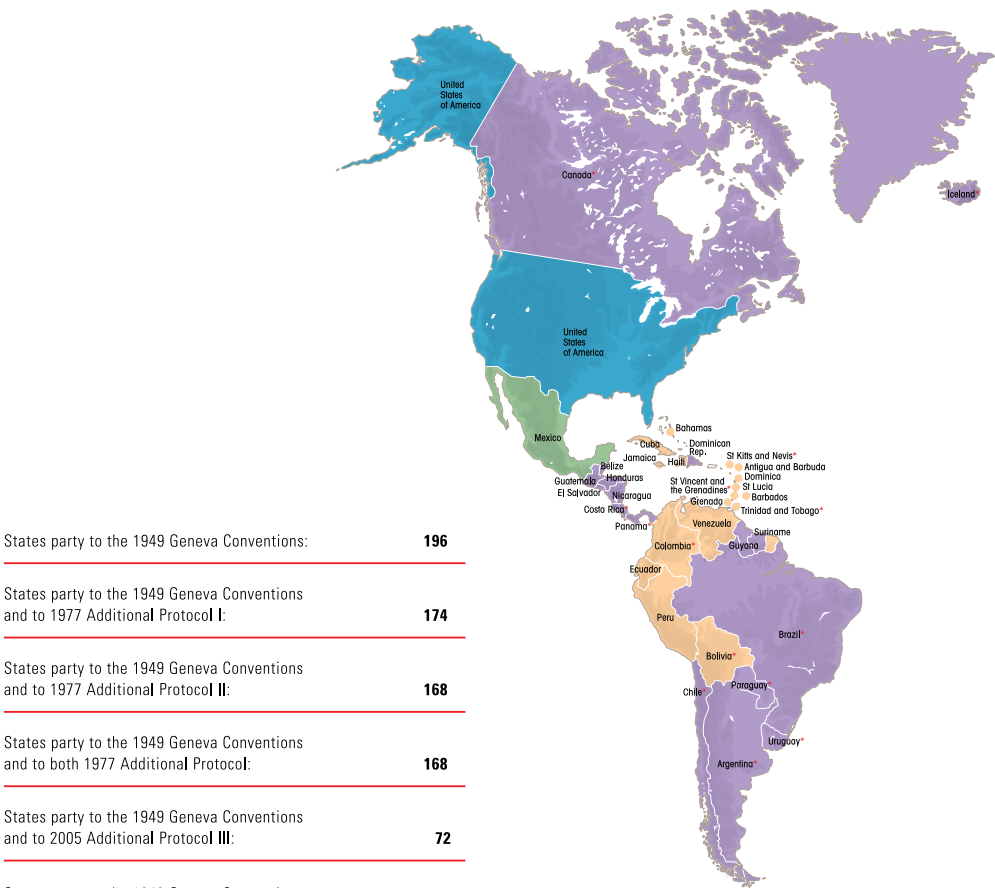 United
States
of America
Canada*
Iceland*
United
States
of America
Mexico
Bahamas
Cuba
Dominican
Rep.
Jamaica
Haiti
St Kitts and Nevis*
Antigua and Barbuda
Belize
Dominica
Guatemala
Honduras
St Vincent and
the Grenadines*
St Lucia
El Salvador
Nicaragua
Barbados
Grenada
Costa Rica*
Trinidad and Tobago*
Panama*
Venezuela
Suriname
Colombia*
Guyana
Ecuador
Peru
Brazil*
Bolivia*
Chile*
Paraguay*
Uruguay*
Argentina*
States party to the 1949 Geneva Conventions: 196
States party to the 1949 Geneva Conventions
and to 1977 Additional Protocol I: 174
States party to the 1949 Geneva Conventions
and to 1977 Additional Protocol II: 168
States party to the 1949 Geneva Conventions
and to both 1977 Additional Protocol: 168
States party to the 1949 Geneva Conventions
and to 2005 Additional Protocol III: 72